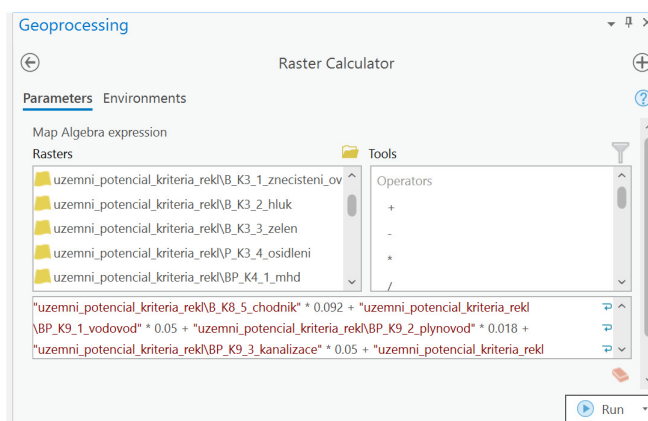 Geoprocessing
Raster Calculator
Parameters Environments
Map Algebra expression
Rasters
Tools
uzemni_potencial_kriteria_rekl\B_K3_1_znecisteni_ov
uzemni_potencial_kriteria_rekl\B_K3_2_hluk
uzemni_potencial_kriteria_rekl\B_K3_3_zelen
uzemni_potencial_kriteria_rekl\P_K3_4_osidleni
uzemni_potencial_kriteria_rekl\BP_K4_1_mhd
Operators
+
-
*
/
"uzemni_potencial_kriteria_rekl\B_K8_5_chodnik" * 0.092 + "uzemni_potencial_kriteria_rekl
\BP_K9_1_vodovod" * 0.05 + "uzemni_potencial_kriteria_rekl\BP_K9_2_plynovod" * 0.018 +
"uzemni_potencial_kriteria_rekl\BP_K9_3_kanalizace" * 0.05 + "uzemni_potencial_kriteria_rekl
Run